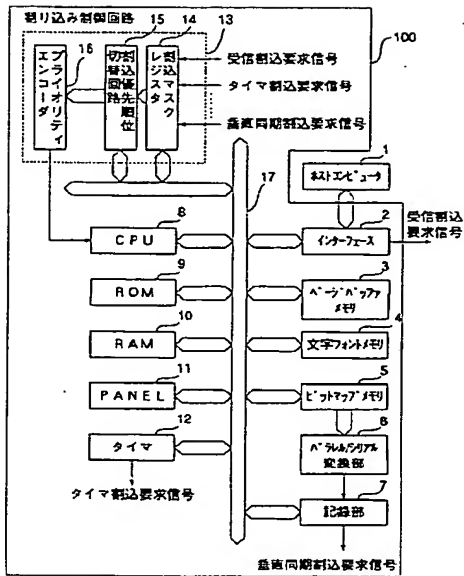 割り込み制御回路
15
14
13
16
100
プライオリティエンコーダ
割込優先順位切替回路
割込マスクレジスタ
受信割込要求信号
タイマ割込要求信号
垂直同期割込要求信号
17
1
ホストコンピュータ
受信割込要求信号
8
CPU
2
インターフェース
9
ROM
3
ページバッファメモリ
10
RAM
4
文字フォントメモリ
11
PANEL
5
ビットマップメモリ
12
タイマ
6
パラレル/シリアル変換部
タイマ割込要求信号
7
記録部
垂直同期割込要求信号